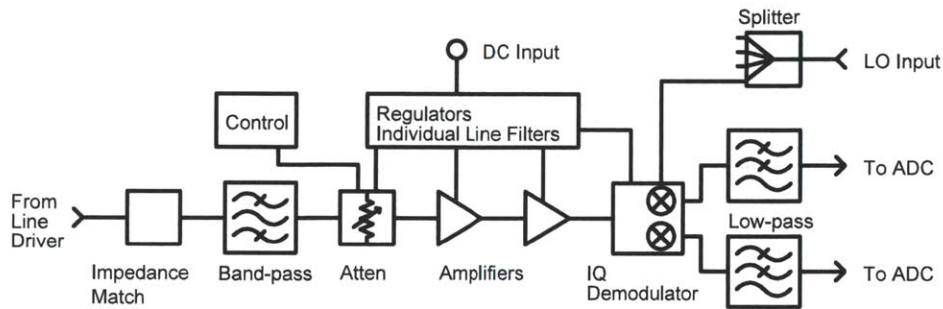 Splitter
DC Input
LO Input
Control
Regulators
Individual Line Filters
To ADC
From
Line
Driver
Low-pass
Impedance
Match
Band-pass
Atten
Amplifiers
IQ
Demodulator
To ADC